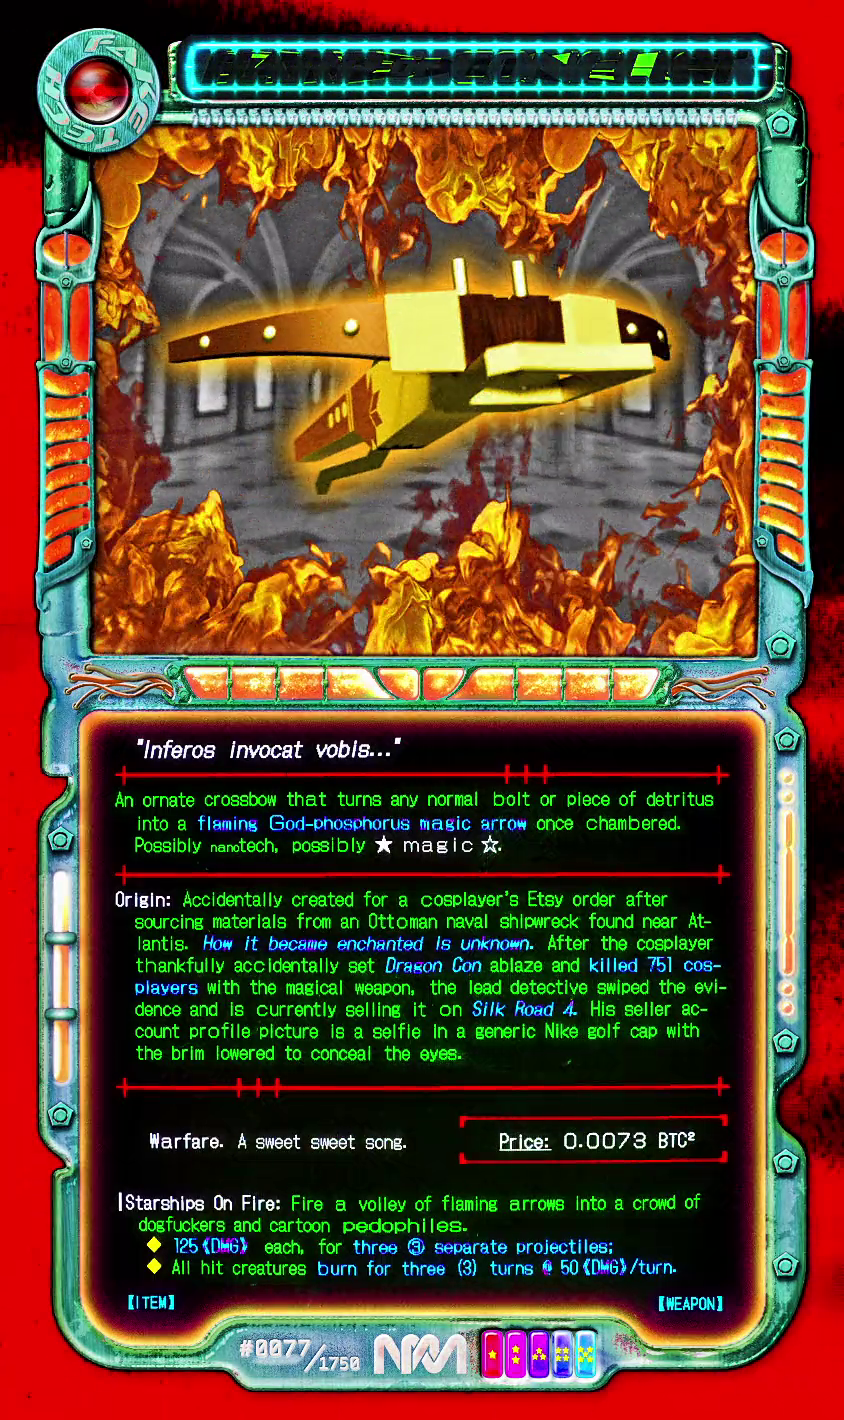 FAKE TECH
"Inferos invocat vobis..."
An ornate crossbow that turns any normal bolt or piece of detritus
into a flaming God-phosphorus magic arrow once chambered.
Possibly nanotech, possibly ★ magic ☆.
Origin: Accidentally created for a cosplayer's Etsy order after
sourcing materials from an Ottoman naval shipwreck found near At-
lantis. How it became enchanted is unknown. After the cosplayer
thankfully accidentally set Dragon Con ablaze and killed 751 cos-
players with the magical weapon, the lead detective swiped the evi-
dence and is currently selling it on Silk Road 4. His seller ac-
count profile picture is a selfie in a generic Nike golf cap with
the brim lowered to conceal the eyes.
Warfare. A sweet sweet song.
Price: 0.0073 BTC²
|Starships On Fire: Fire a volley of flaming arrows into a crowd of
dogfuckers and cartoon pedophiles.
◆ 125《DMG》 each, for three ③ separate projectiles;
◆ All hit creatures burn for three (3) turns @ 50《DMG》/turn.
【ITEM】
【WEAPON】
#0077/1750